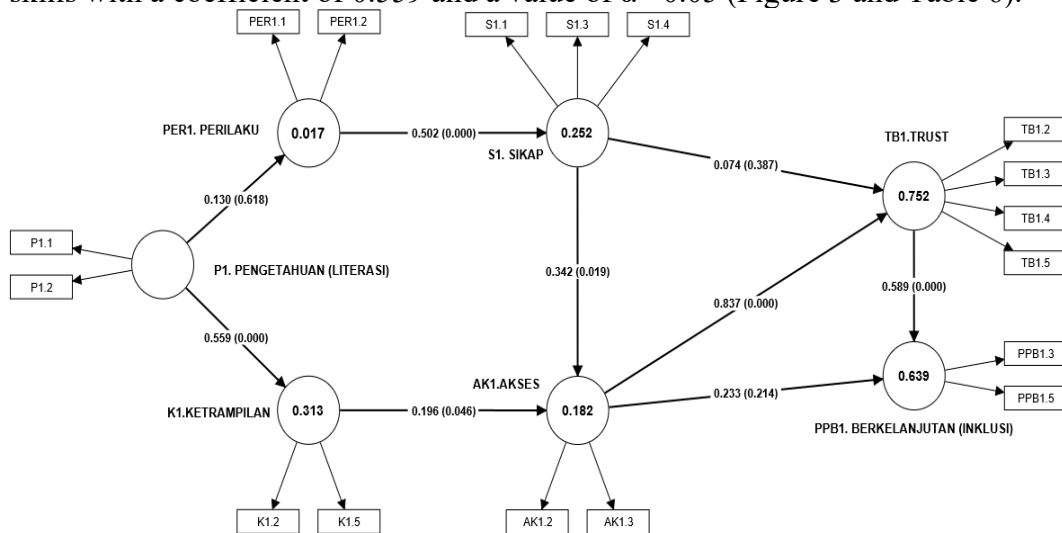 skills with a coefficient of 0.559 and a value of α = 0.05 (Figure 3 and Table 6).
PER1.1
PER1.2
S1.1
S1.3
S1.4
PER1. PERILAKU
0.017
0.502 (0.000)
0.252
S1. SIKAP
TB1.TRUST
TB1.2
TB1.3
TB1.4
TB1.5
0.074 (0.387)
0.752
0.130 (0.618)
P1.1
P1.2
P1. PENGETAHUAN (LITERASI)
0.342 (0.019)
0.837 (0.000)
0.589 (0.000)
0.559 (0.000)
AK1.AKSES
K1.KETRAMPILAN
0.313
0.196 (0.046)
0.182
0.233 (0.214)
0.639
PPB1.3
PPB1.5
PPB1. BERKELANJUTAN (INKLUSI)
K1.2
K1.5
AK1.2
AK1.3